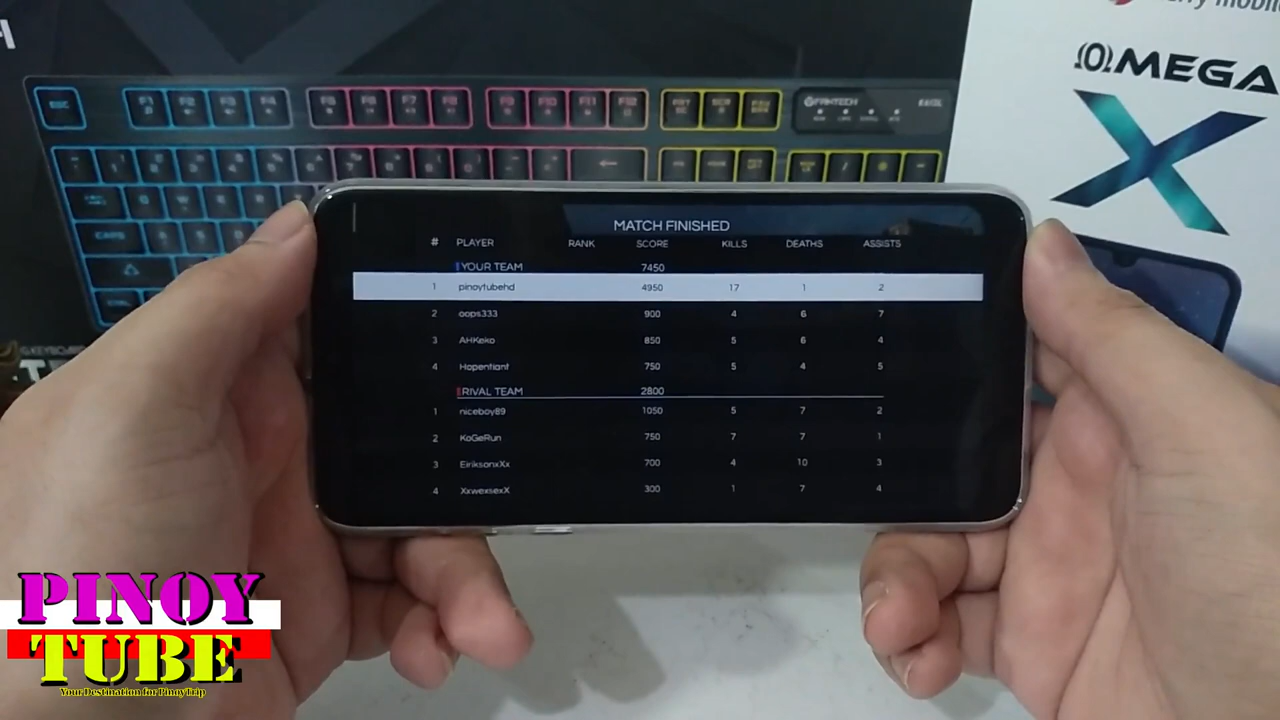 erry mobile
ΩMEGA
X
ESC F1 F2 F3 F4 F5 F6 F7 F8 F9 F10 F11 F12
FANTECH
CAPS
CTRL
MATCH FINISHED
# PLAYER RANK SCORE KILLS DEATHS ASSISTS
YOUR TEAM 7450
1 pinoytubehd 4950 17 1 2
2 oops333 900 4 6 7
3 AHKeko 850 5 6 4
4 Hopentiant 750 5 4 5
RIVAL TEAM 2800
1 niceboy89 1050 5 7 2
2 KoGeRun 750 7 7 1
3 EiriksonxXx 700 4 10 3
4 XxwexsexX 300 1 7 4
PINOY
TUBE
Your Destination for PinoyTrip